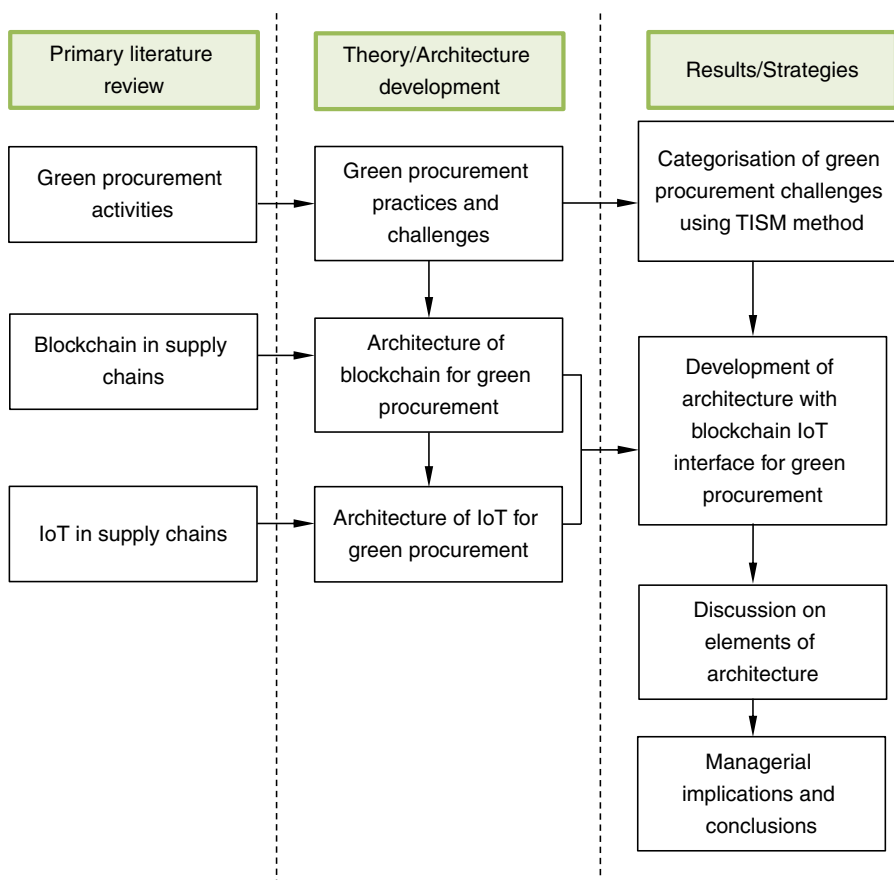 Primary literature
review
Theory/Architecture
development
Results/Strategies
Green procurement
activities
Green procurement
practices and
challenges
Categorisation of green
procurement challenges
using TISM method
Blockchain in supply
chains
Architecture of
blockchain for green
procurement
Development of
architecture with
blockchain IoT
interface for green
procurement
IoT in supply chains
Architecture of IoT for
green procurement
Discussion on
elements of
architecture
Managerial
implications and
conclusions